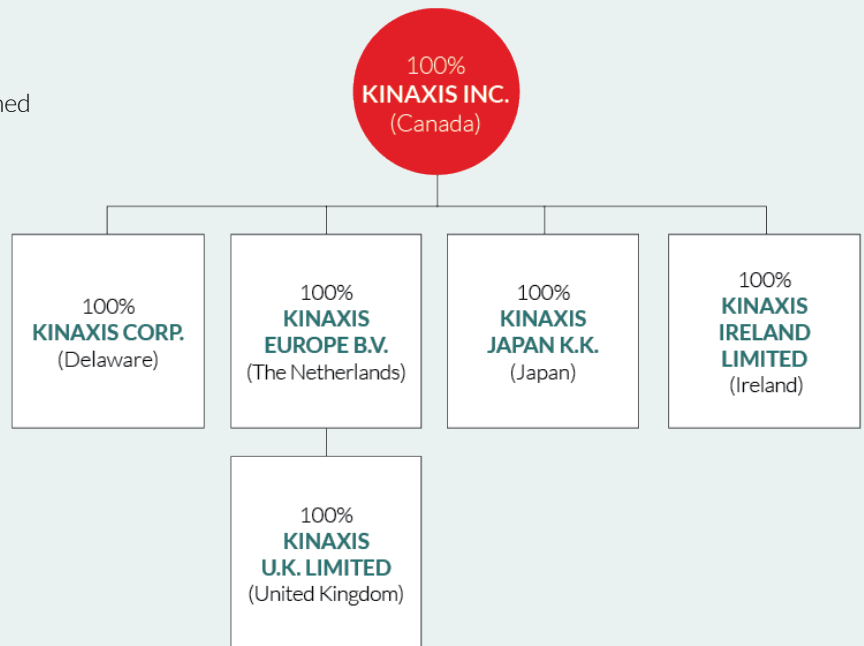 100%
KINAXIS INC.
(Canada)
100%
KINAXIS CORP.
(Delaware)
100%
KINAXIS
EUROPE B.V.
(The Netherlands)
100%
KINAXIS
JAPAN K.K.
(Japan)
100%
KINAXIS
IRELAND
LIMITED
(Ireland)
100%
KINAXIS
U.K. LIMITED
(United Kingdom)